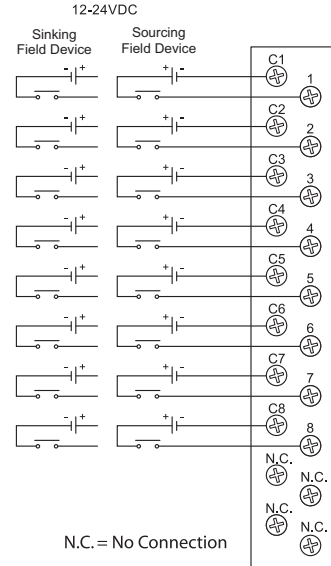 12-24VDC
Sinking
Field Device
Sourcing
Field Device
C1
1
C2
2
C3
3
C4
4
C5
5
C6
6
C7
7
C8
8
N.C.
N.C.
N.C.
N.C.
N.C. = No Connection
- +
+ -
- +
+ -
- +
+ -
- +
+ -
- +
+ -
- +
+ -
- +
+ -
- +
+ -